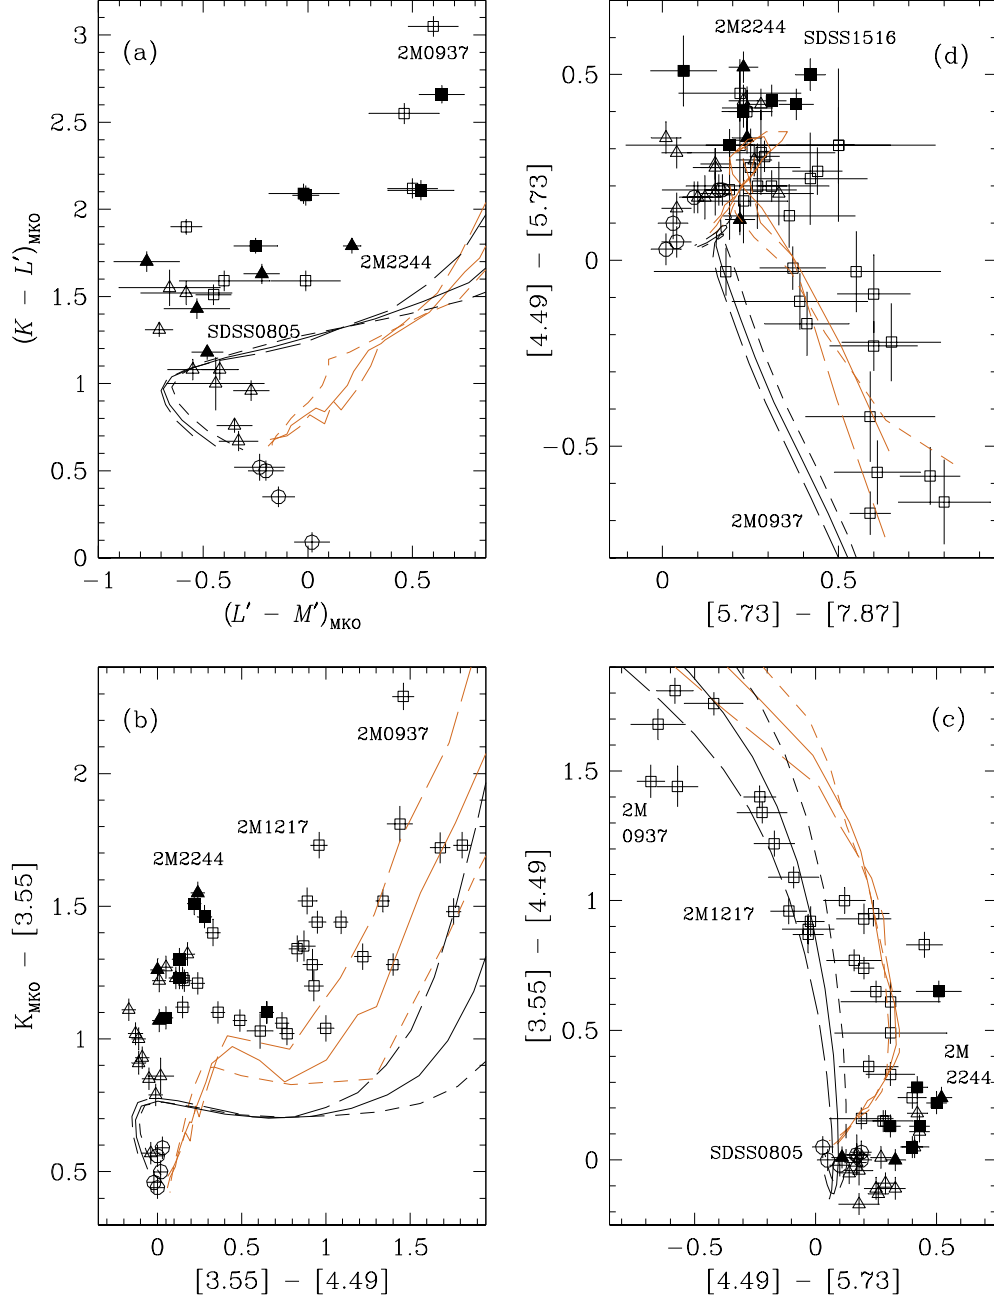 (a)
2M0937
2M2244
SDSS0805
3
2.5
2
1.5
1
0.5
0
(K − L′)MKO
−1
−0.5
0
0.5
(L′ − M′)MKO
2M2244
SDSS1516
(d)
2M0937
0.5
0
−0.5
[4.49] − [5.73]
0
0.5
[5.73] − [7.87]
(b)
2M0937
2M1217
2M2244
2
1.5
1
0.5
KMKO − [3.55]
0
0.5
1
1.5
[3.55] − [4.49]
(c)
2M
0937
2M1217
2M
2244
SDSS0805
1.5
1
0.5
0
[3.55] − [4.49]
−0.5
0
0.5
[4.49] − [5.73]